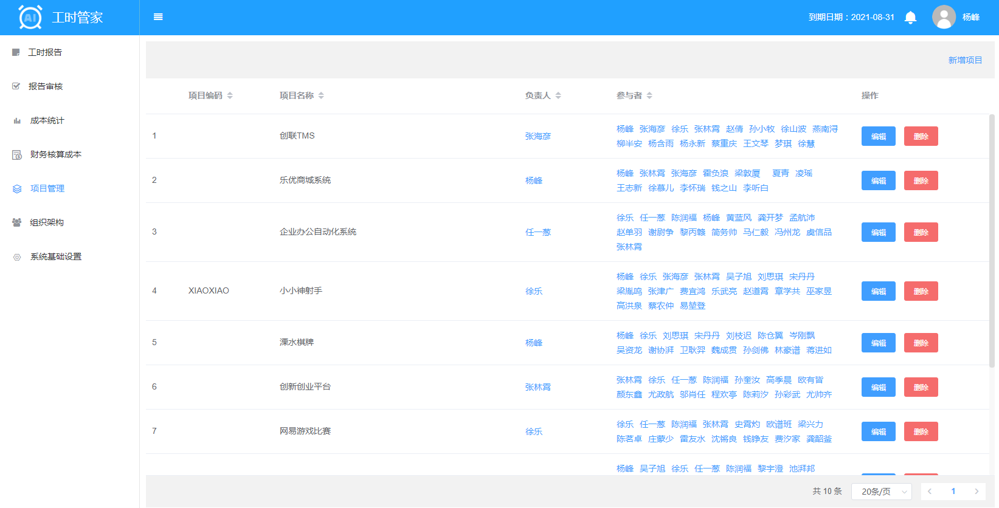 AI 工时管家
到期日期：2021-08-31 杨峰
工时报告
报告审核
成本统计
财务核算成本
项目管理
组织架构
系统基础设置
新增项目
项目编码 项目名称 负责人 参与者 操作
1 创联TMS 张海彦 杨峰 张海彦 徐乐 张林霄 赵倩 孙小牧 徐山波 燕南浔 编辑 删除
柳半安 杨含雨 杨永新 蔡重庆 王文琴 梦琪 徐慧
2 乐优商城系统 杨峰 杨峰 张林霄 张海彦 霍负浪 梁敦厦 夏青 凌瑶 编辑 删除
王志新 徐慕儿 李怀瑞 钱之山 李听白
3 企业办公自动化系统 任一葱 徐乐 任一葱 陈润福 杨峰 黄蓝风 龚开梦 孟航沛 编辑 删除
赵单羽 谢尉争 黎丙赣 简务帅 马仁毅 冯州龙 虞信品
张林霄
4 XIAOXIAO 小小神射手 徐乐 杨峰 徐乐 张海彦 张林霄 吴子旭 刘思琪 宋丹丹 编辑 删除
梁胤鸣 张津广 费宜鸿 乐武亮 赵道霄 章学共 巫家昱
高洪泉 蔡农仲 易堃登
5 溧水棋牌 杨峰 杨峰 徐乐 刘思琪 宋丹丹 刘枝迟 陈仓翼 岑刚飘 编辑 删除
吴资龙 谢协湃 卫耿羿 魏成贯 孙剑佛 林豪谱 蒋进如
6 创新创业平台 张林霄 张林霄 徐乐 任一葱 陈润福 孙奎汝 高季晨 欧有皆 编辑 删除
颜东鑫 尤政航 邬肖任 程欢亭 陈莉汐 孙彩武 尤帅齐
7 网易游戏比赛 徐乐 徐乐 任一葱 陈润福 张林霄 史霄灼 欧谱班 梁兴力 编辑 删除
陈茗卓 庄蒙少 雷友水 沈锵良 钱铮友 费汐家 龚韶釜
杨峰 吴子旭 徐乐 任一葱 陈润福 黎宇澄 池湃邦
共 10 条 20条/页 1